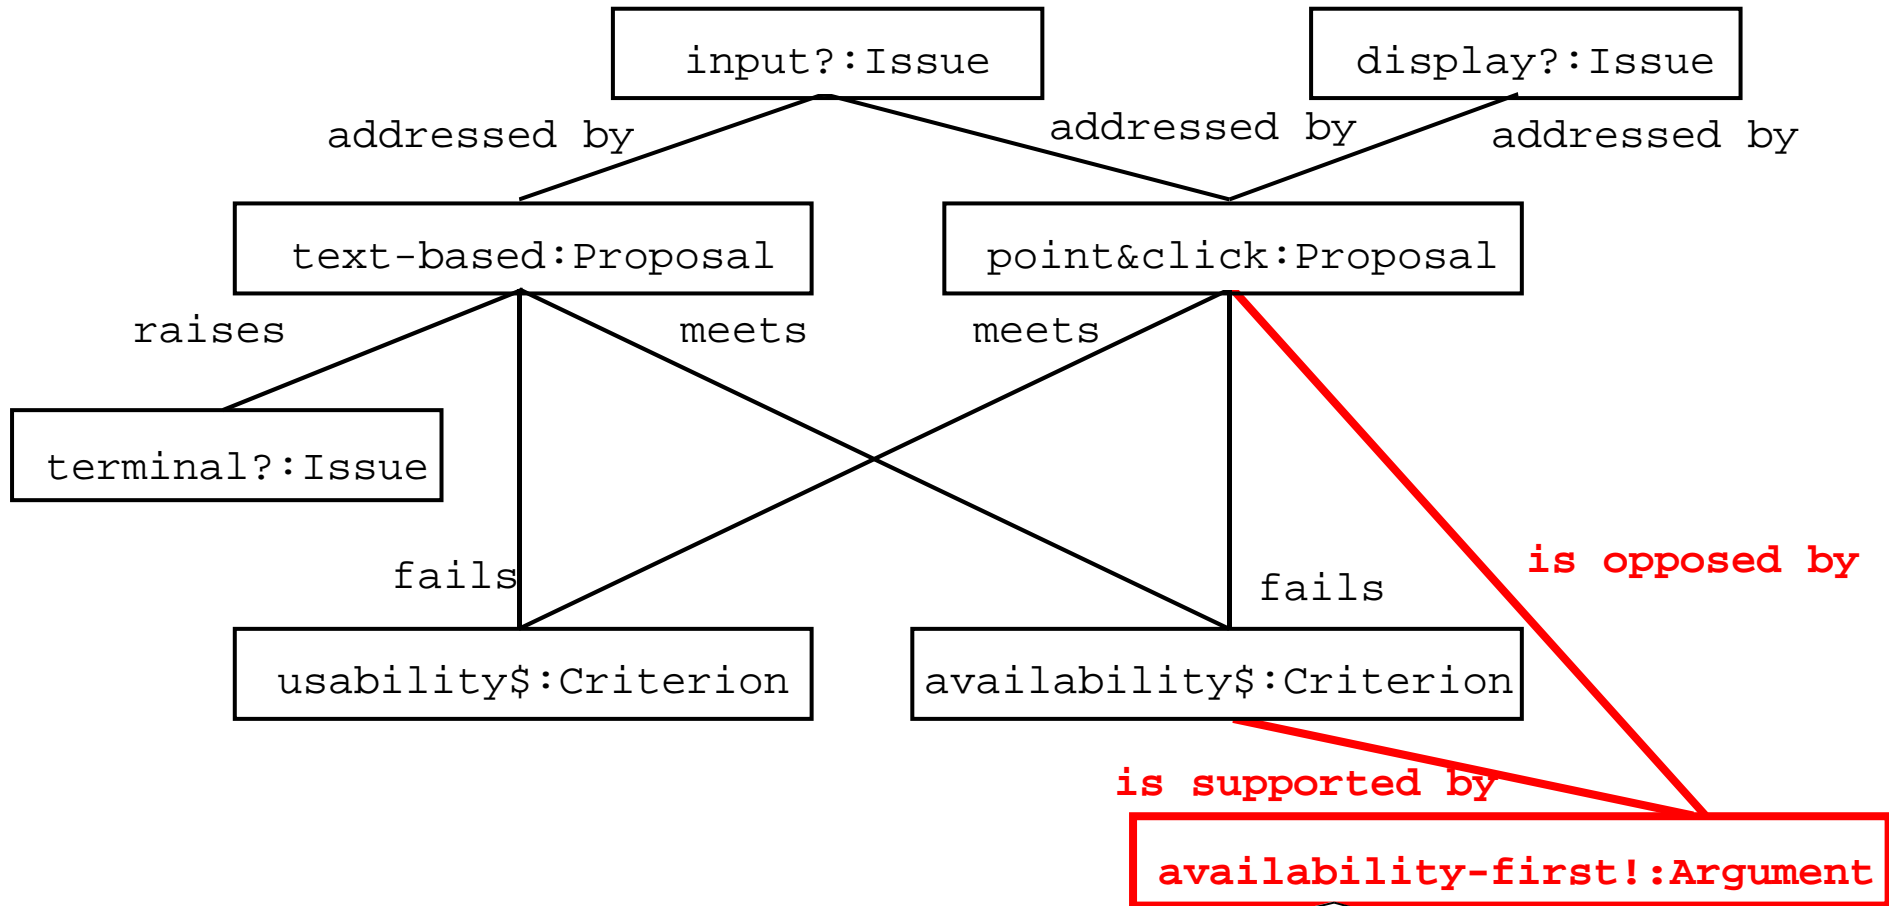 input?:Issue
display?:Issue
addressed by
addressed by
addressed by
text-based:Proposal
point&click:Proposal
raises
meets
meets
terminal?:Issue
is opposed by
fails
fails
usability$:Criterion
availability$:Criterion
is supported by
availability-first!:Argument